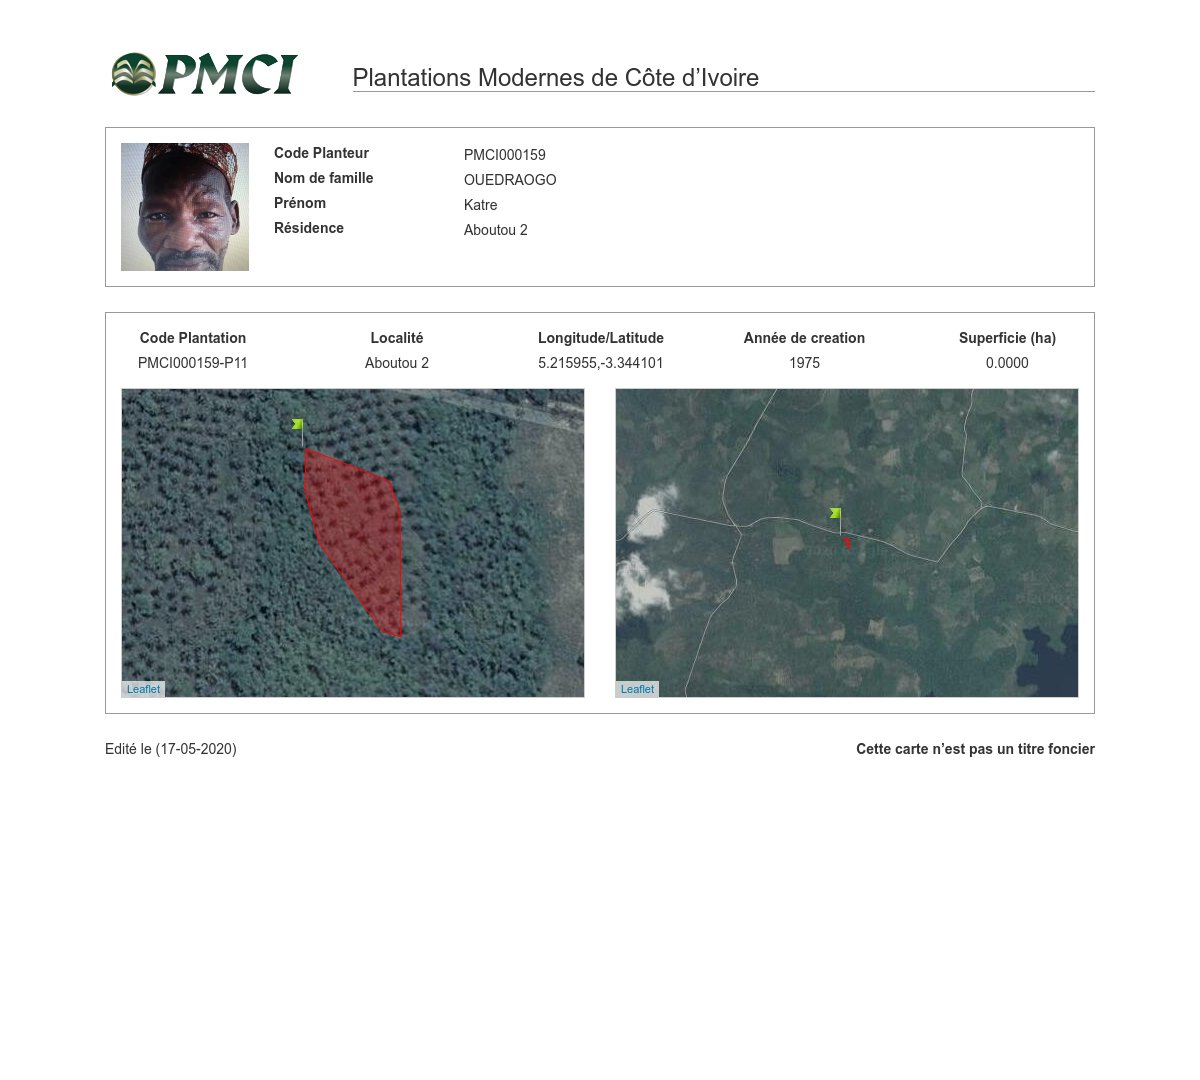 PMCI
Plantations Modernes de Côte d’Ivoire
Code Planteur PMCI000159
Nom de famille OUEDRAOGO
Prénom Katre
Résidence Aboutou 2
Code Plantation Localité Longitude/Latitude Année de creation Superficie (ha)
PMCI000159-P11 Aboutou 2 5.215955,-3.344101 1975 0.0000
Leaflet Leaflet
Edité le (17-05-2020) Cette carte n’est pas un titre foncier